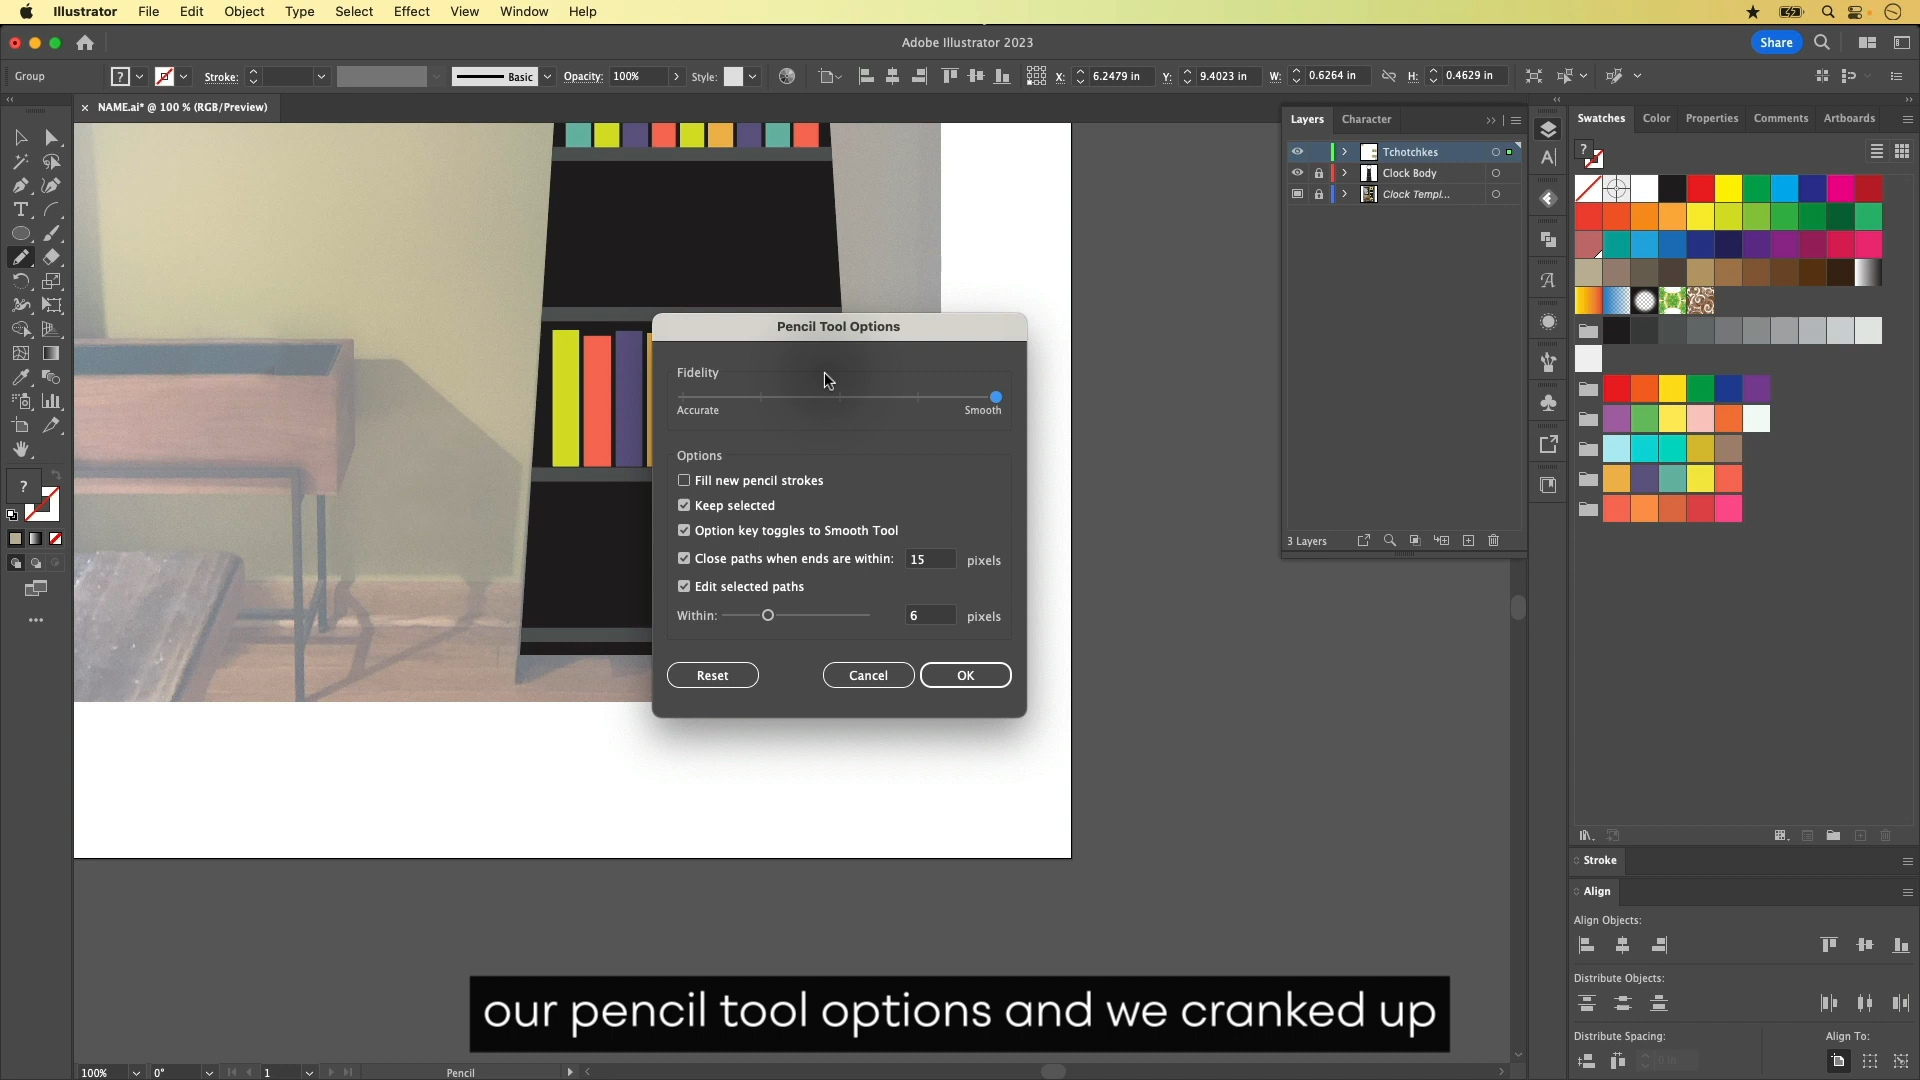 Illustrator File Edit Object Type Select Effect View Window Help
Adobe Illustrator 2023
Share
Group
?
Stroke:
Basic
Opacity: 100%
Style:
X: 6.2479 in
Y: 9.4023 in
W: 0.6264 in
H: 0.4629 in
× NAME.ai* @ 100 % (RGB/Preview)
Layers
Character
Tchotchkes
Clock Body
Clock Templ...
3 Layers
Swatches
Color
Properties
Comments
Artboards
?
Pencil Tool Options
Fidelity
Accurate
Smooth
Options
Fill new pencil strokes
Keep selected
Option key toggles to Smooth Tool
Close paths when ends are within: 15 pixels
Edit selected paths
Within: 6 pixels
Reset
Cancel
OK
?
Stroke
Align
Align Objects:
Distribute Objects:
Distribute Spacing:
Align To:
0 in
our pencil tool options and we cranked up
100%
0°
1
Pencil